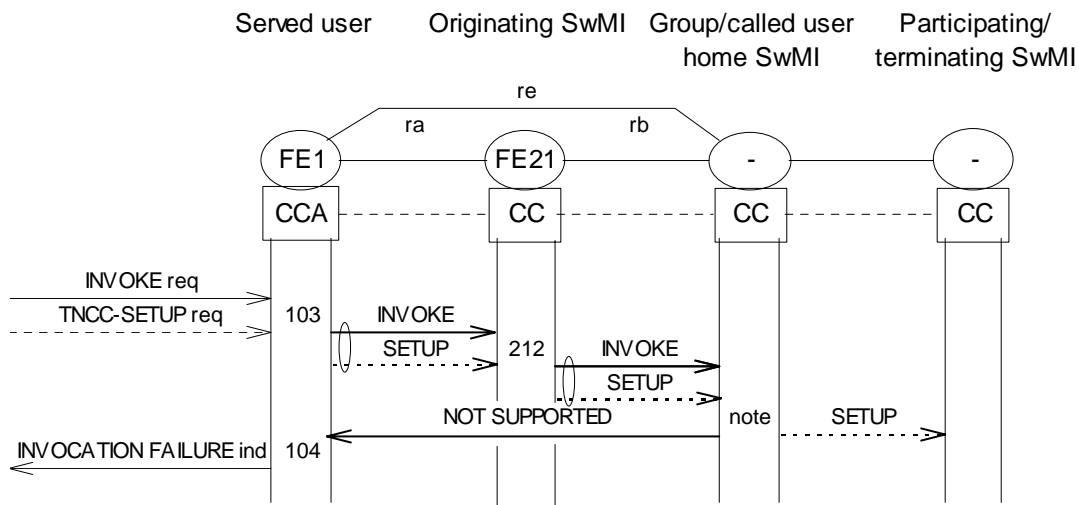 Served user Originating SwMI Group/called user Participating/
home SwMI terminating SwMI
re
ra rb
FE1 FE21 - -
CCA CC CC CC
INVOKE req
TNCC-SETUP req 103 INVOKE
SETUP 212 INVOKE
SETUP
NOT SUPPORTED note SETUP
INVOCATION FAILURE ind 104